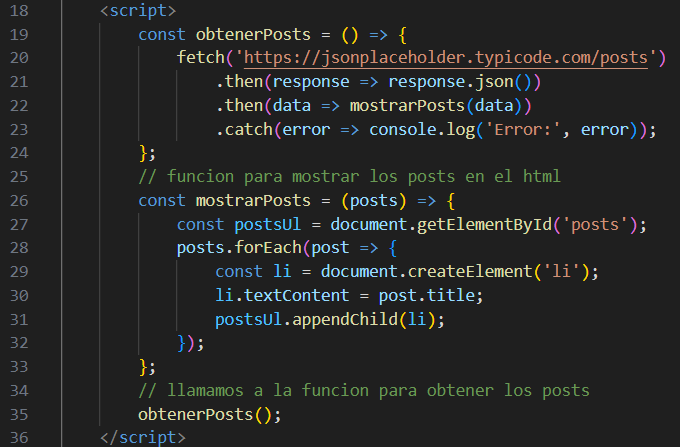 18 <script>
19 const obtenerPosts = () => {
20 fetch('https://jsonplaceholder.typicode.com/posts')
21 .then(response => response.json())
22 .then(data => mostrarPosts(data))
23 .catch(error => console.log('Error:', error));
24 };
25 // funcion para mostrar los posts en el html
26 const mostrarPosts = (posts) => {
27 const postsUl = document.getElementById('posts');
28 posts.forEach(post => {
29 const li = document.createElement('li');
30 li.textContent = post.title;
31 postsUl.appendChild(li);
32 });
33 };
34 // llamamos a la funcion para obtener los posts
35 obtenerPosts();
36 </script>